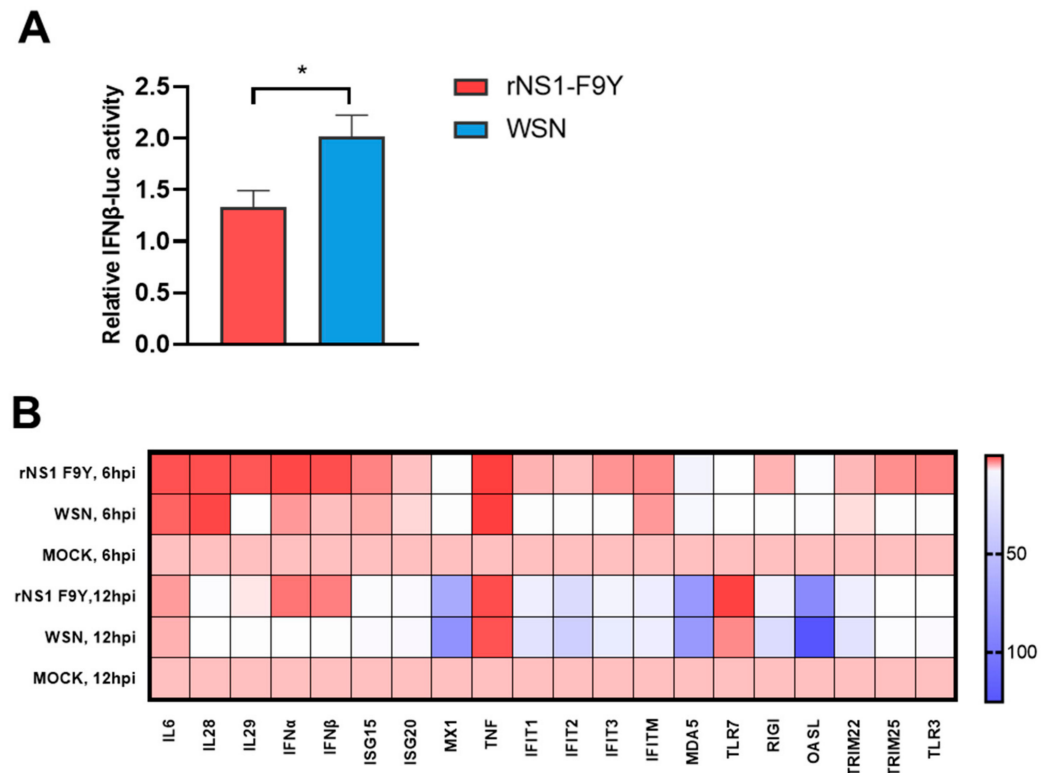 A
Relative IFNβ-luc activity
2.5
2.0
1.5
1.0
0.5
0.0
*
rNS1-F9Y
WSN
B
rNS1 F9Y, 6hpi
WSN, 6hpi
MOCK, 6hpi
rNS1 F9Y,12hpi
WSN, 12hpi
MOCK, 12hpi
50
100
IL6
IL28
IL29
IFNα
IFNβ
ISG15
ISG20
MX1
TNF
IFIT1
IFIT2
IFIT3
IFITM
MDA5
TLR7
RIGI
OASL
TRIM22
TRIM25
TLR3